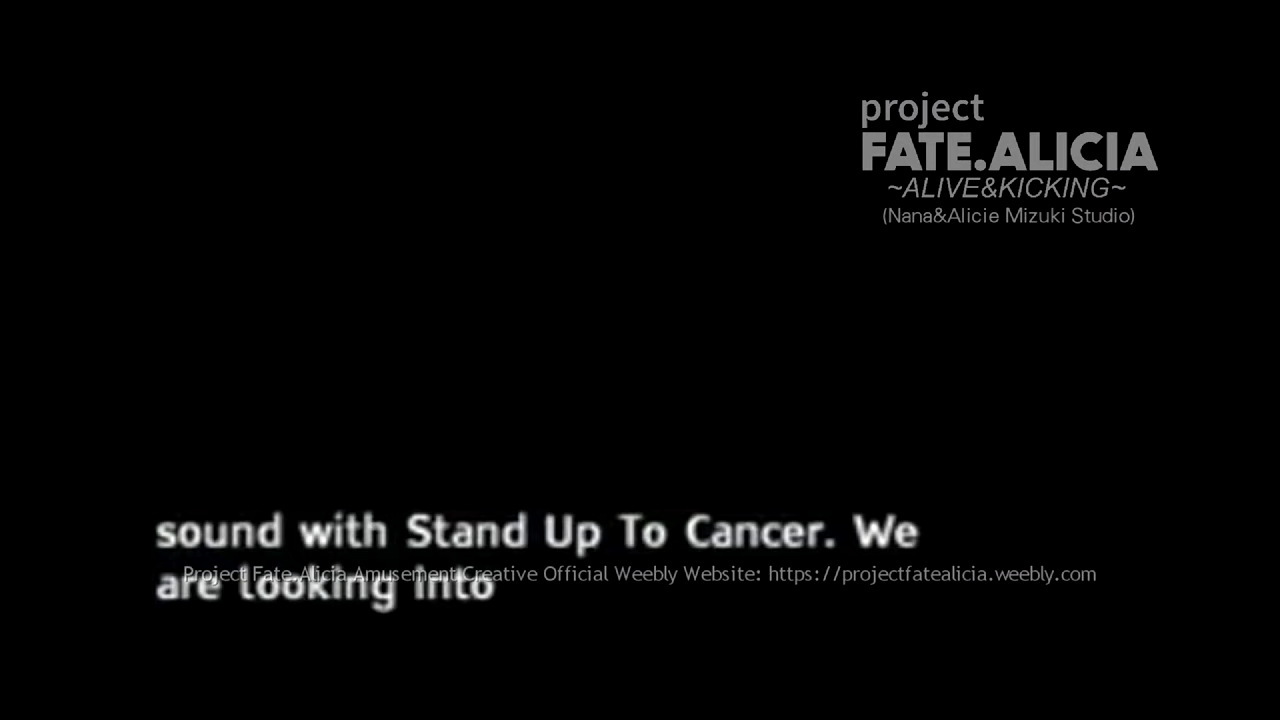 project
FATE.ALICIA
~ALIVE&KICKING~
(Nana&Alicie Mizuki Studio)
sound with Stand Up To Cancer. We
Project Fate.Alicia Amusement Creative Official Weebly Website: https://projectfatealicia.weebly.com
are looking into